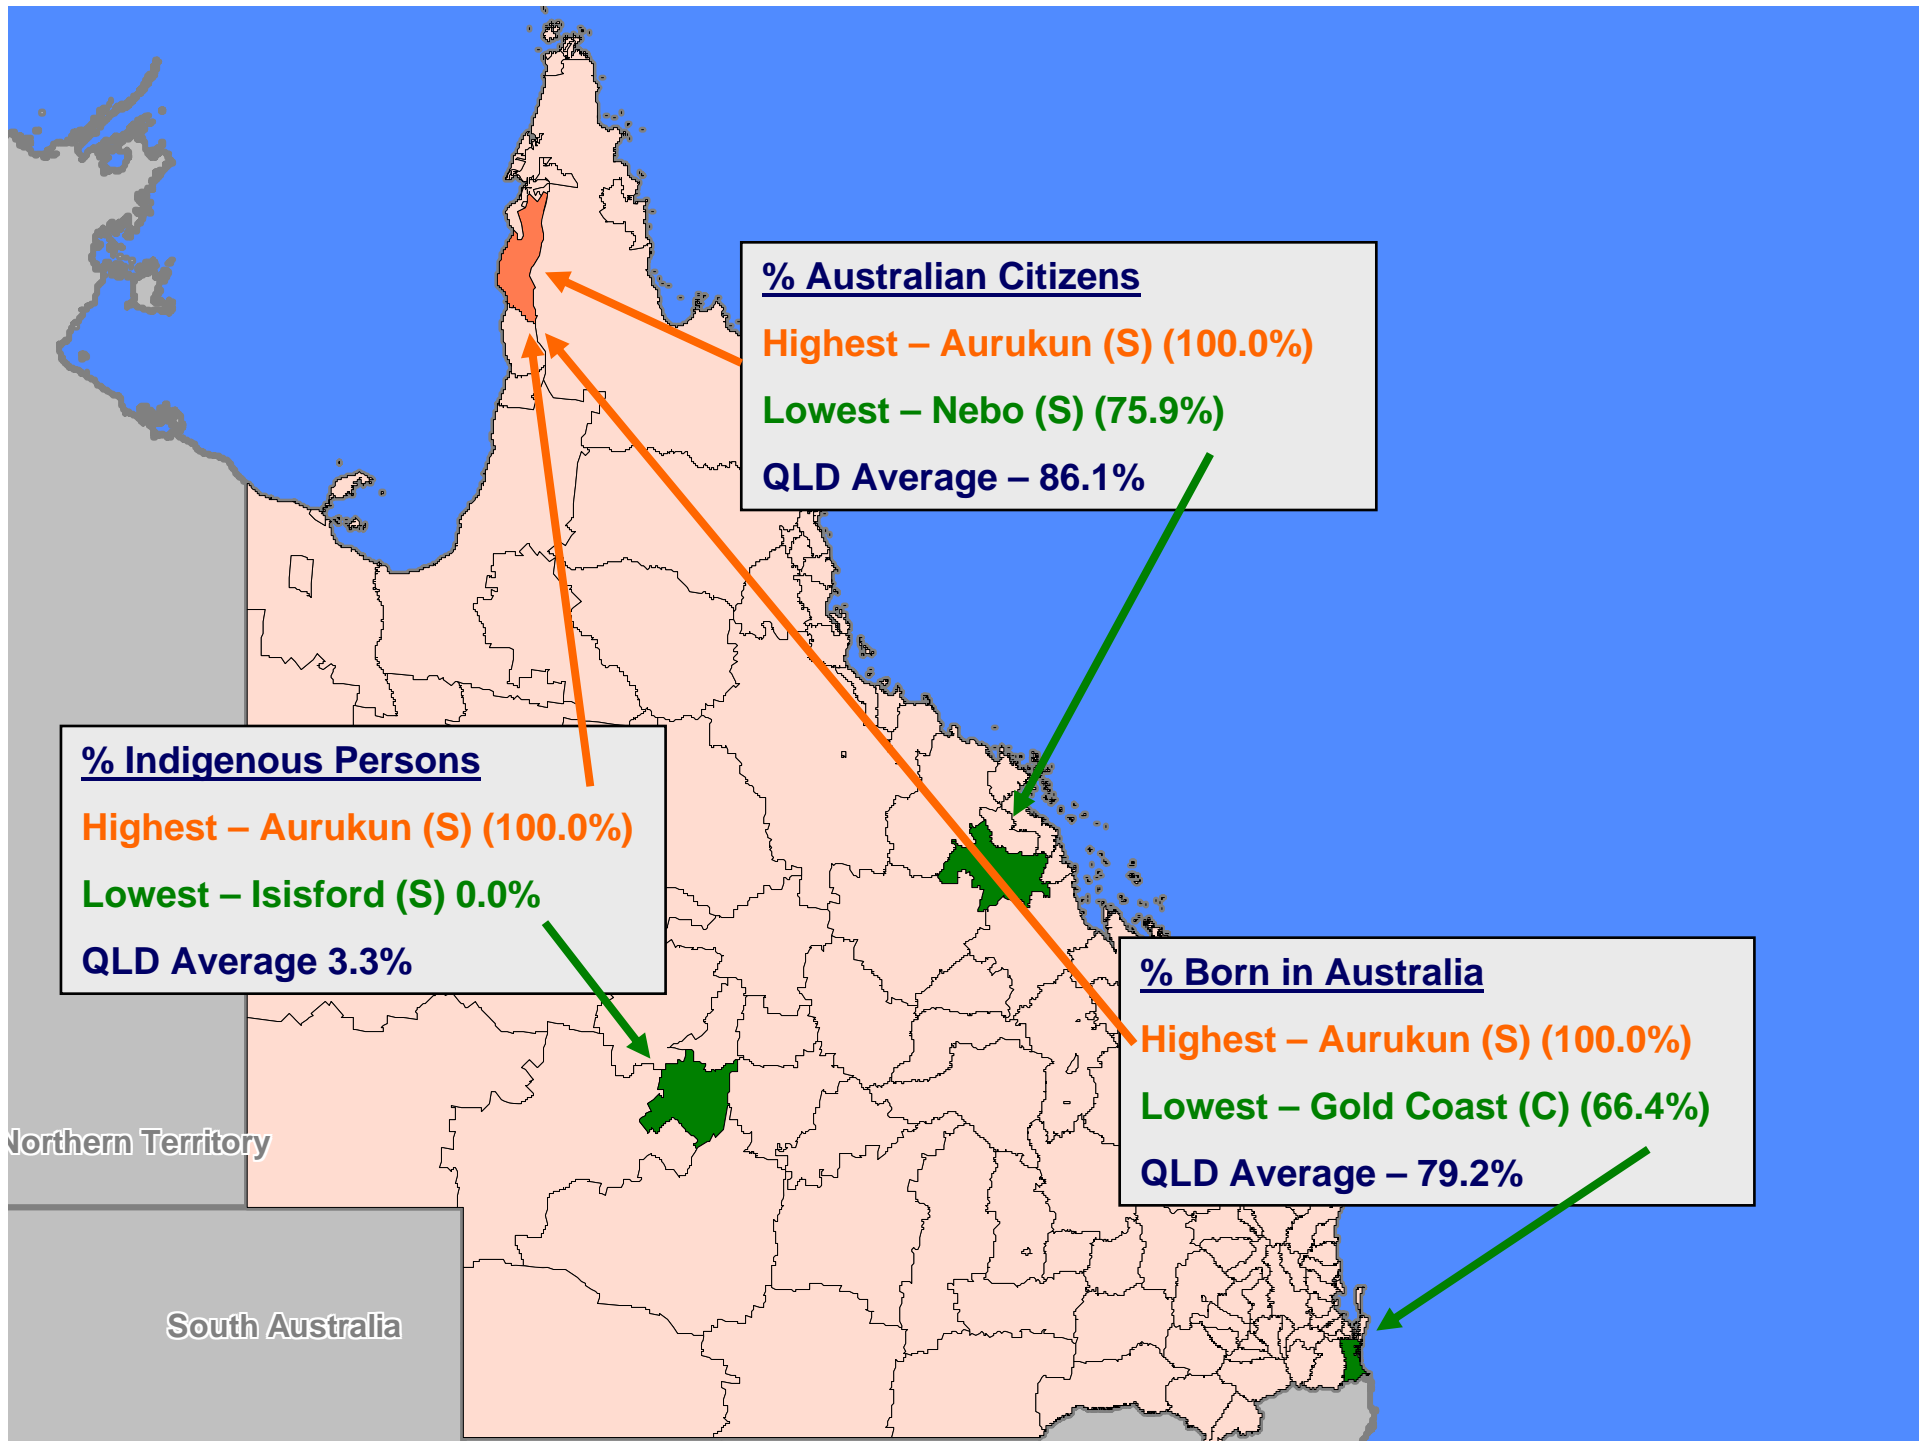 % Australian Citizens
Highest – Aurukun (S) (100.0%)
Lowest – Nebo (S) (75.9%)
QLD Average – 86.1%
% Indigenous Persons
Highest – Aurukun (S) (100.0%)
Lowest – Isisford (S) 0.0%
QLD Average 3.3%
% Born in Australia
Highest – Aurukun (S) (100.0%)
Lowest – Gold Coast (C) (66.4%)
QLD Average – 79.2%
Northern Territory
South Australia